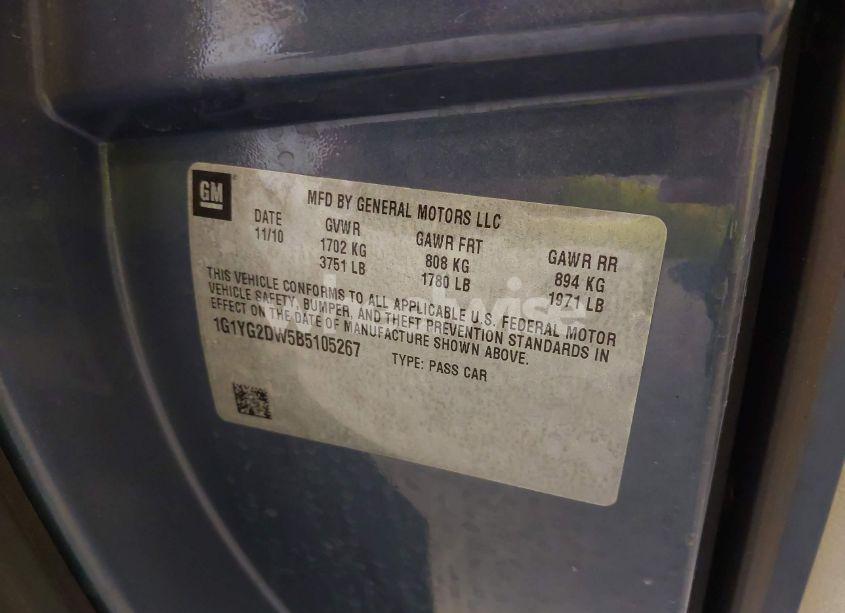 GM
MFD BY GENERAL MOTORS LLC
DATE GVWR GAWR FRT GAWR RR
11/10 1702 KG 808 KG 894 KG
3751 LB 1780 LB 1971 LB
THIS VEHICLE CONFORMS TO ALL APPLICABLE U.S. FEDERAL MOTOR
VEHICLE SAFETY, BUMPER, AND THEFT PREVENTION STANDARDS IN
EFFECT ON THE DATE OF MANUFACTURE SHOWN ABOVE.
1G1YG2DW5B5105267 TYPE: PASS CAR